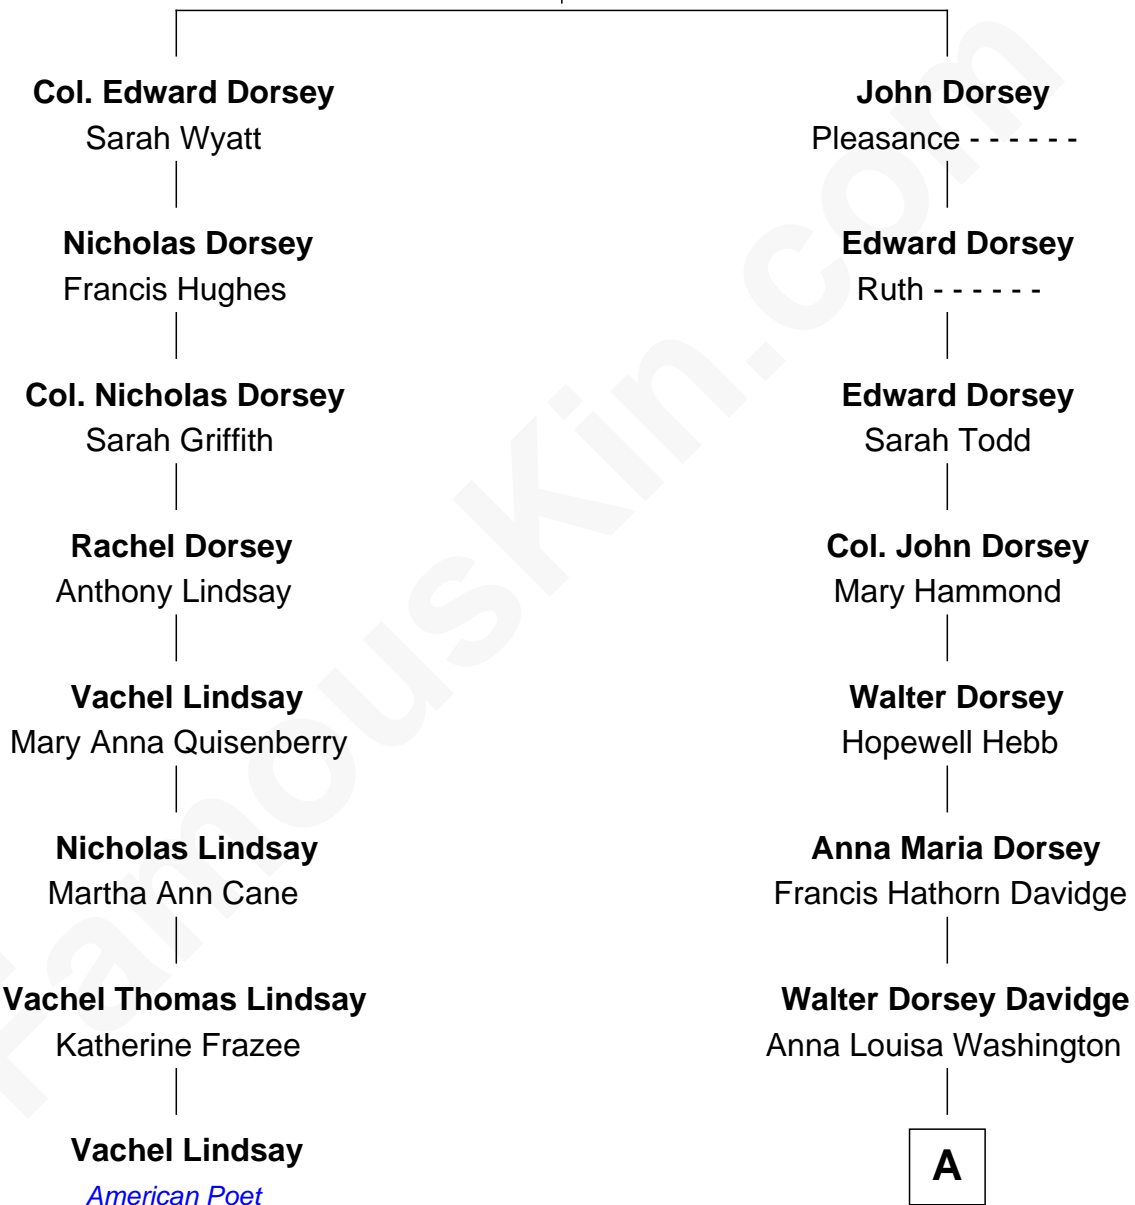 Col. Edward Dorsey
Sarah Wyatt
Nicholas Dorsey
Francis Hughes
Col. Nicholas Dorsey
Sarah Griffith
Rachel Dorsey
Anthony Lindsay
Vachel Lindsay
Mary Anna Quisenberry
Nicholas Lindsay
Martha Ann Cane
Vachel Thomas Lindsay
Katherine Frazee
Vachel Lindsay
American Poet
John Dorsey
Pleasance - - - - - -
Edward Dorsey
Ruth - - - - - -
Edward Dorsey
Sarah Todd
Col. John Dorsey
Mary Hammond
Walter Dorsey
Hopewell Hebb
Anna Maria Dorsey
Francis Hathorn Davidge
Walter Dorsey Davidge
Anna Louisa Washington
A
FamousKin.com